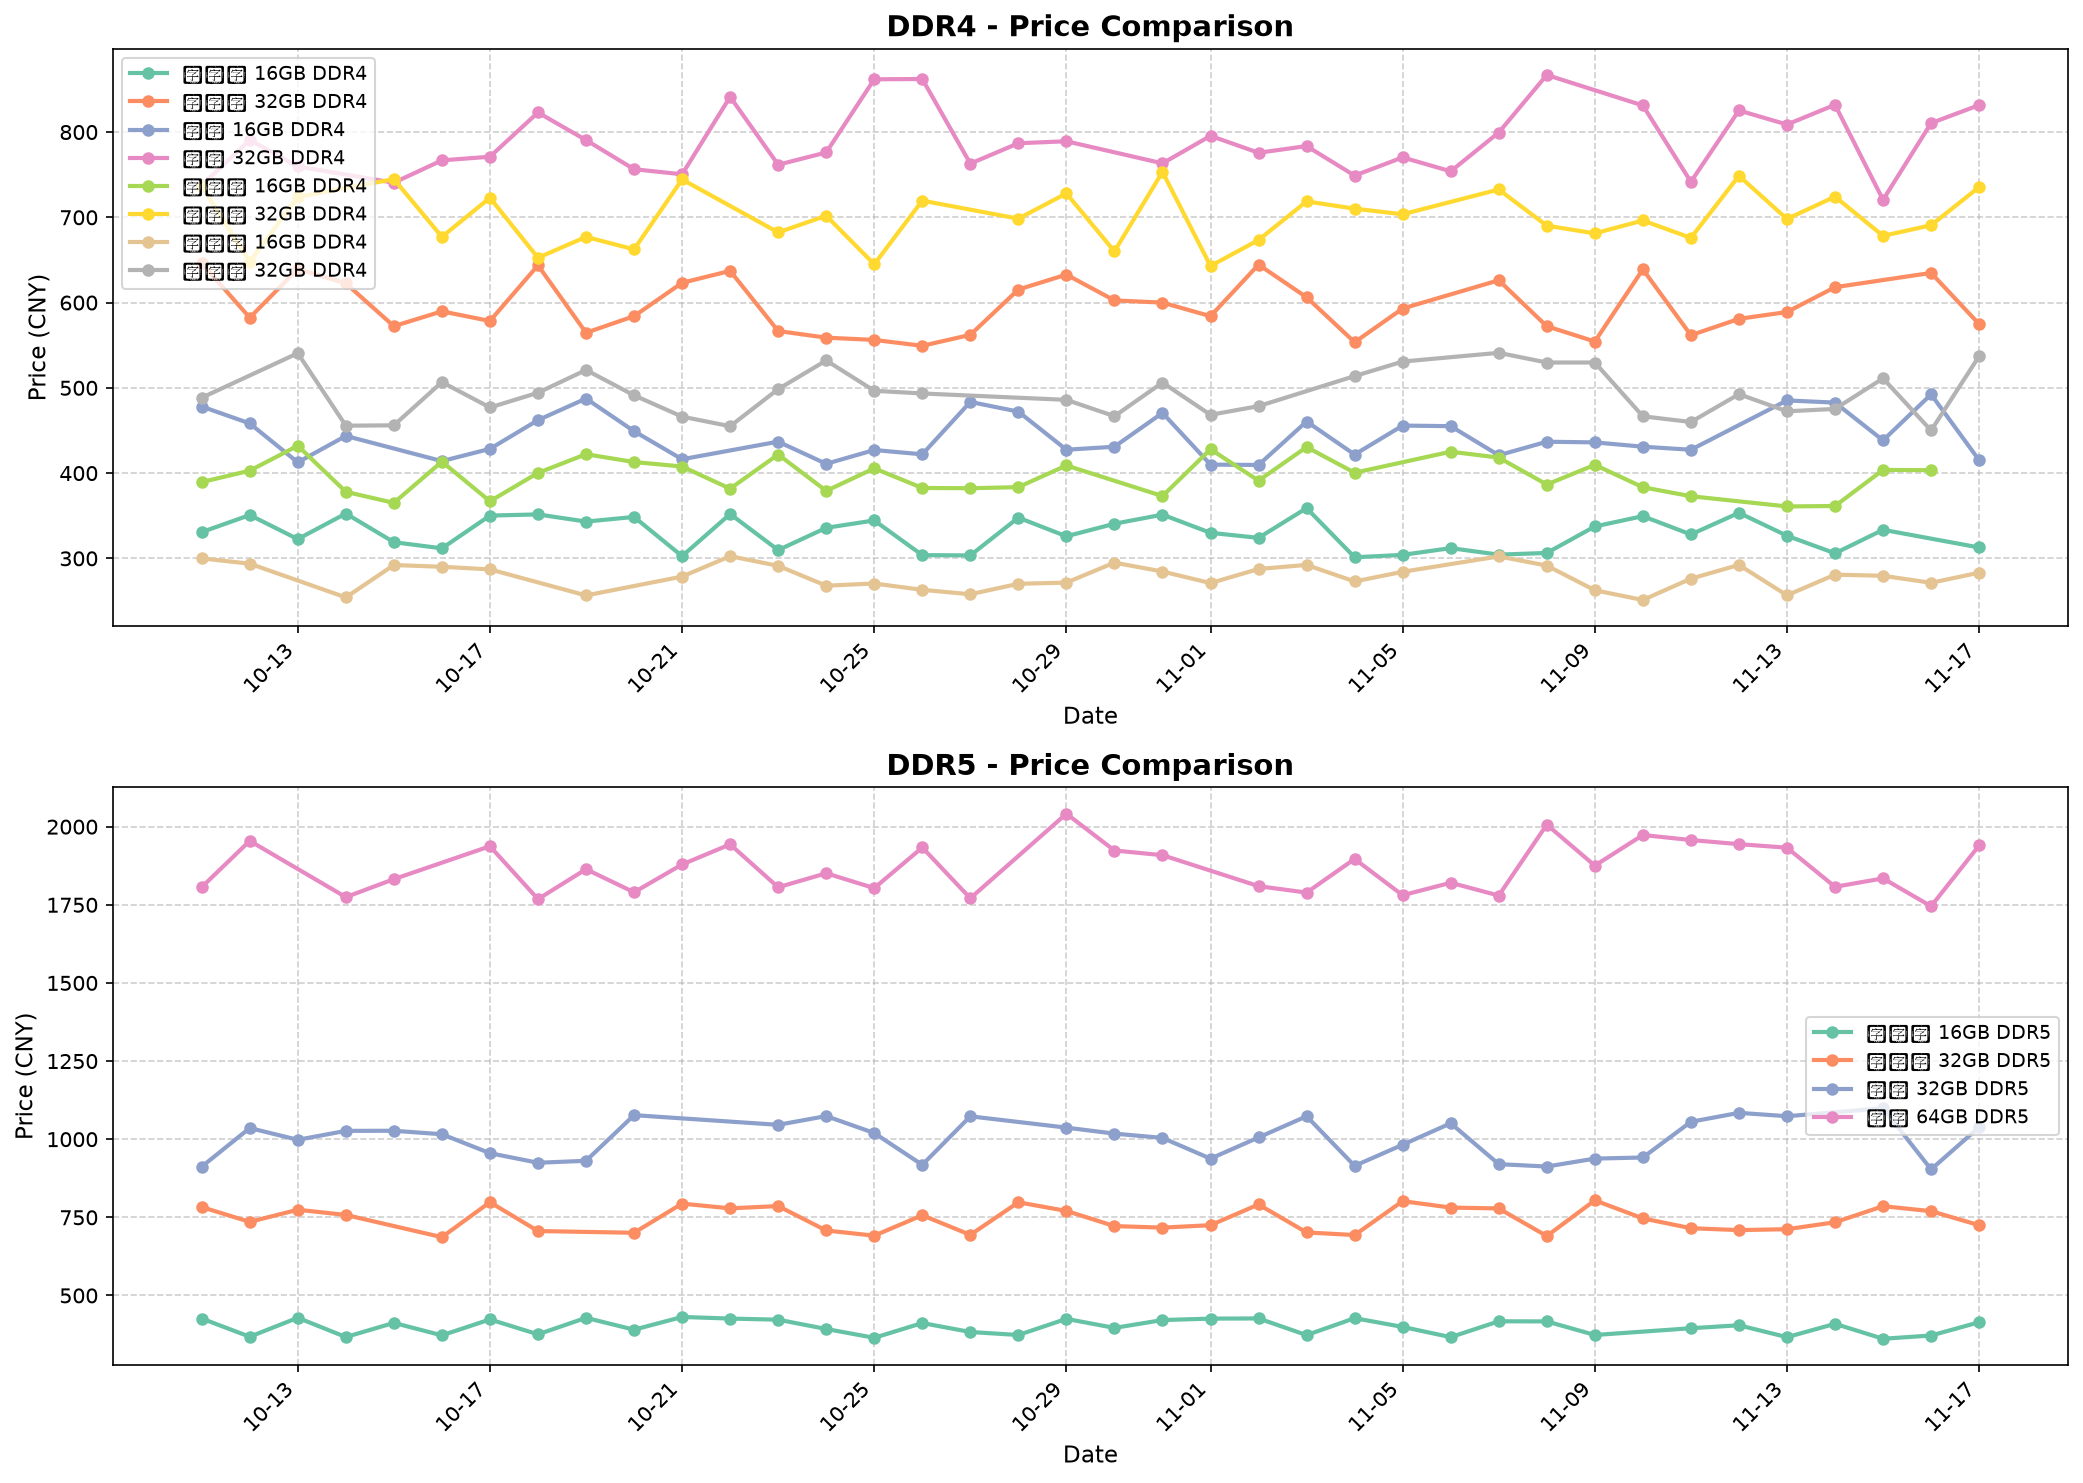 DDR4 - Price Comparison
16GB DDR4
32GB DDR4
16GB DDR4
32GB DDR4
16GB DDR4
32GB DDR4
16GB DDR4
32GB DDR4
Price (CNY)
800
700
600
500
400
300
10-13
10-17
10-21
10-25
10-29
11-01
11-05
11-09
11-13
11-17
Date
DDR5 - Price Comparison
Price (CNY)
2000
1750
1500
1250
1000
750
500
16GB DDR5
32GB DDR5
32GB DDR5
64GB DDR5
10-13
10-17
10-21
10-25
10-29
11-01
11-05
11-09
11-13
11-17
Date